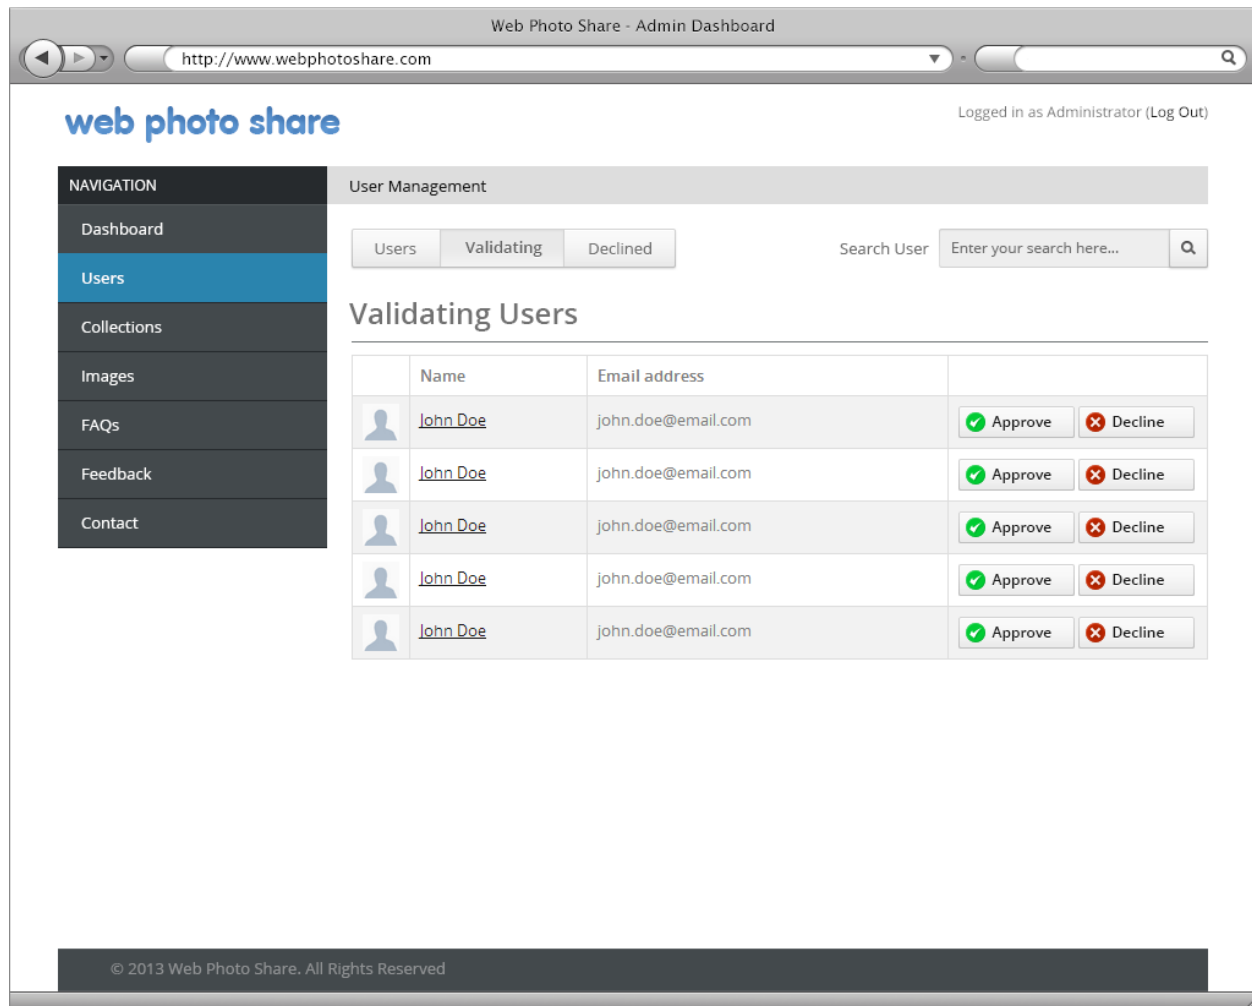 Web Photo Share - Admin Dashboard
http://www.webphotoshare.com
web photo share
Logged in as Administrator (Log Out)
NAVIGATION
Dashboard
Users
Collections
Images
FAQs
Feedback
Contact
User Management
Users Validating Declined
Search User Enter your search here...
Validating Users
Name Email address
John Doe john.doe@email.com Approve Decline
John Doe john.doe@email.com Approve Decline
John Doe john.doe@email.com Approve Decline
John Doe john.doe@email.com Approve Decline
John Doe john.doe@email.com Approve Decline
© 2013 Web Photo Share. All Rights Reserved